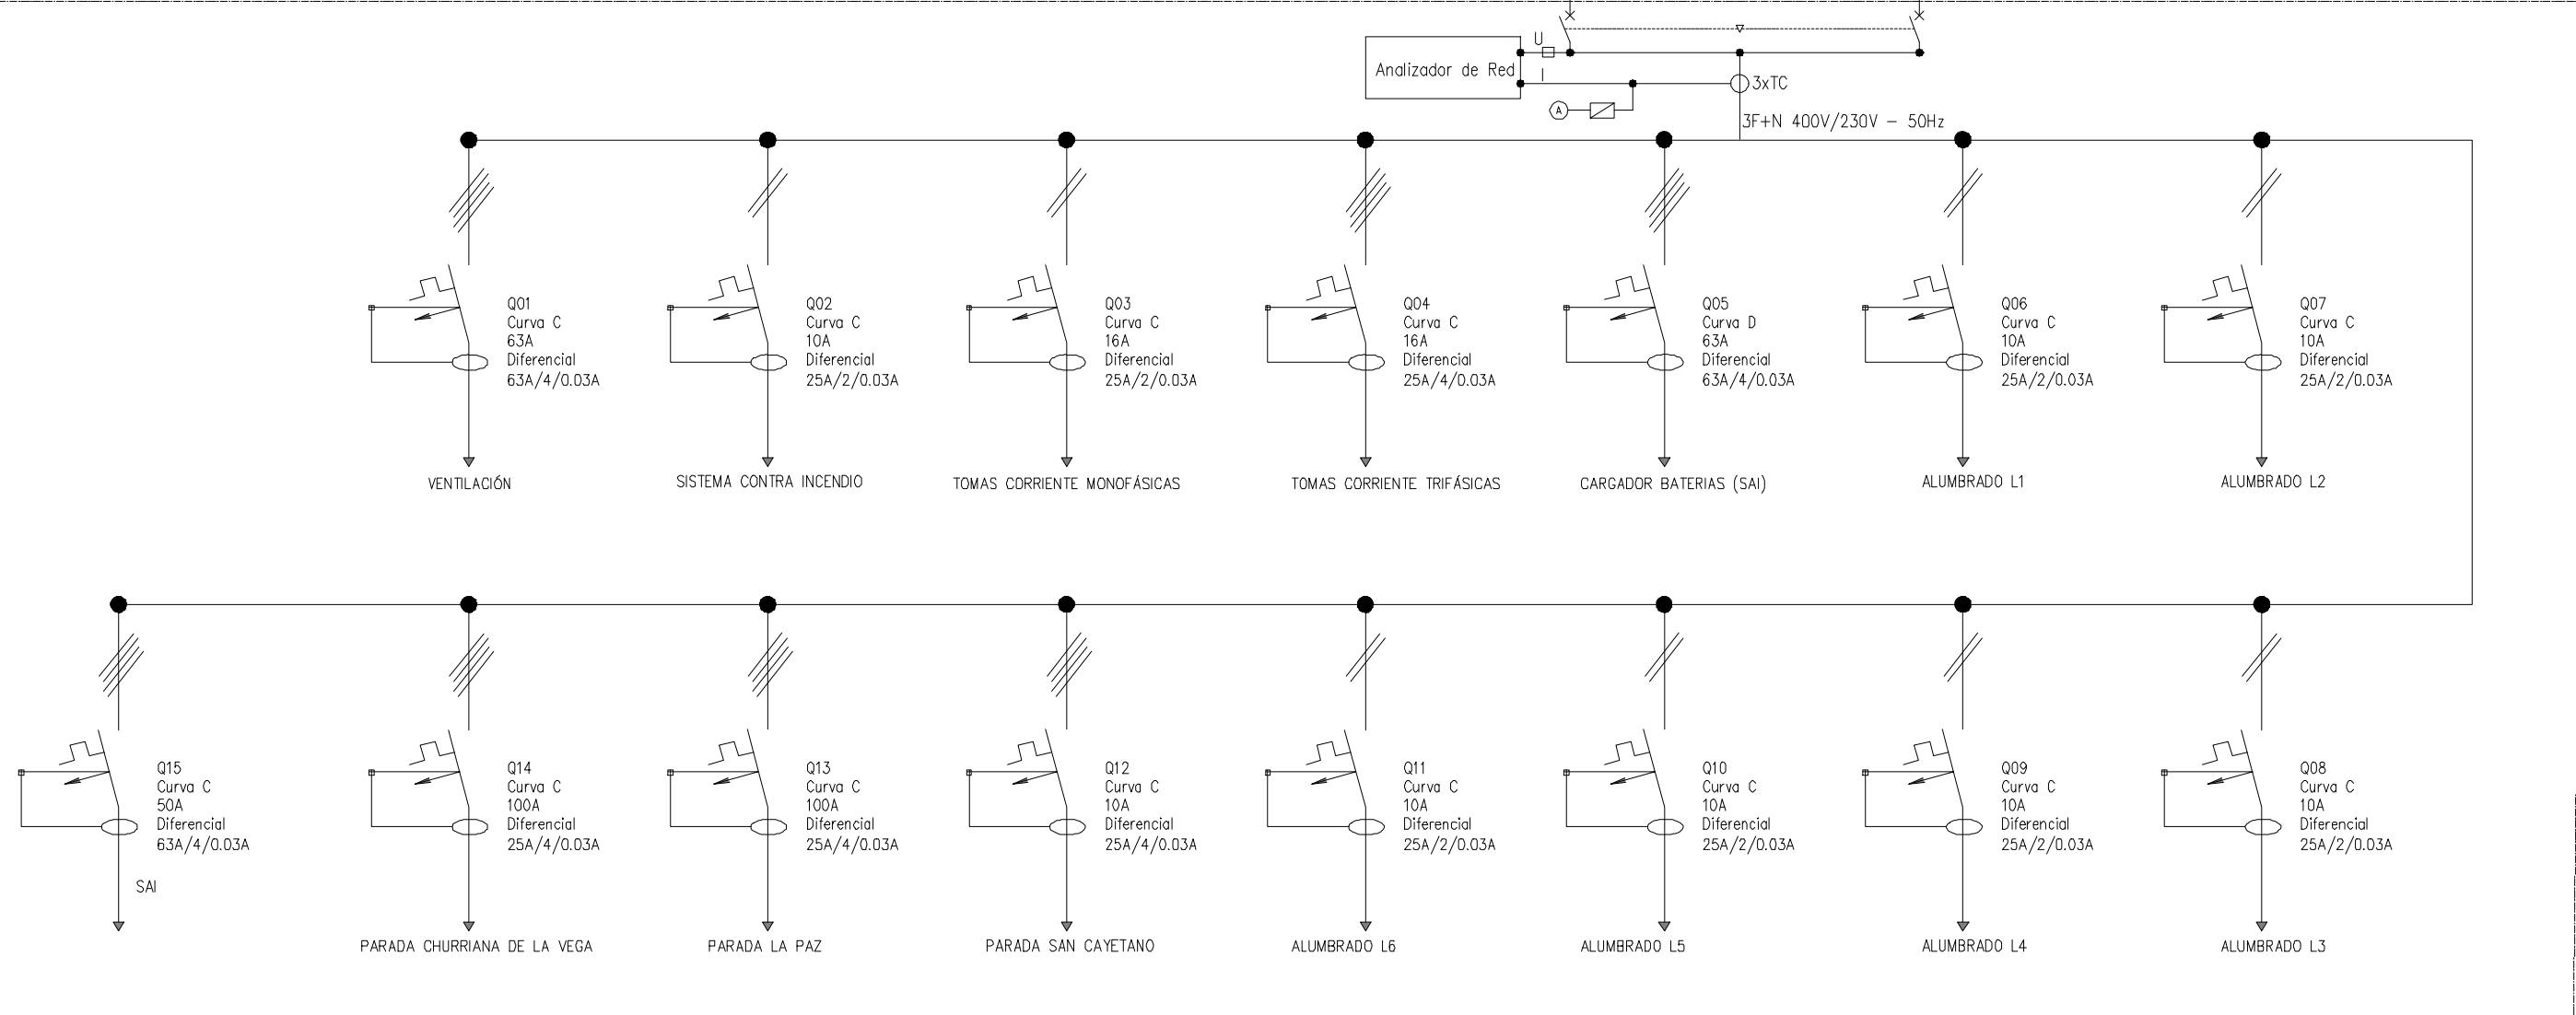 U
Analizador de Red
I
3xTC
A
3F+N 400V/230V - 50Hz
Q01
Curva C
63A
Diferencial
63A/4/0.03A
VENTILACIÓN
Q02
Curva C
10A
Diferencial
25A/2/0.03A
SISTEMA CONTRA INCENDIO
Q03
Curva C
16A
Diferencial
25A/2/0.03A
TOMAS CORRIENTE MONOFÁSICAS
Q04
Curva C
16A
Diferencial
25A/4/0.03A
TOMAS CORRIENTE TRIFÁSICAS
Q05
Curva D
63A
Diferencial
63A/4/0.03A
CARGADOR BATERIAS (SAI)
Q06
Curva C
10A
Diferencial
25A/2/0.03A
ALUMBRADO L1
Q07
Curva C
10A
Diferencial
25A/2/0.03A
ALUMBRADO L2
Q15
Curva C
50A
Diferencial
63A/4/0.03A
SAI
Q14
Curva C
100A
Diferencial
25A/4/0.03A
PARADA CHURRIANA DE LA VEGA
Q13
Curva C
100A
Diferencial
25A/4/0.03A
PARADA LA PAZ
Q12
Curva C
10A
Diferencial
25A/4/0.03A
PARADA SAN CAYETANO
Q11
Curva C
10A
Diferencial
25A/2/0.03A
ALUMBRADO L6
Q10
Curva C
10A
Diferencial
25A/2/0.03A
ALUMBRADO L5
Q09
Curva C
10A
Diferencial
25A/2/0.03A
ALUMBRADO L4
Q08
Curva C
10A
Diferencial
25A/2/0.03A
ALUMBRADO L3